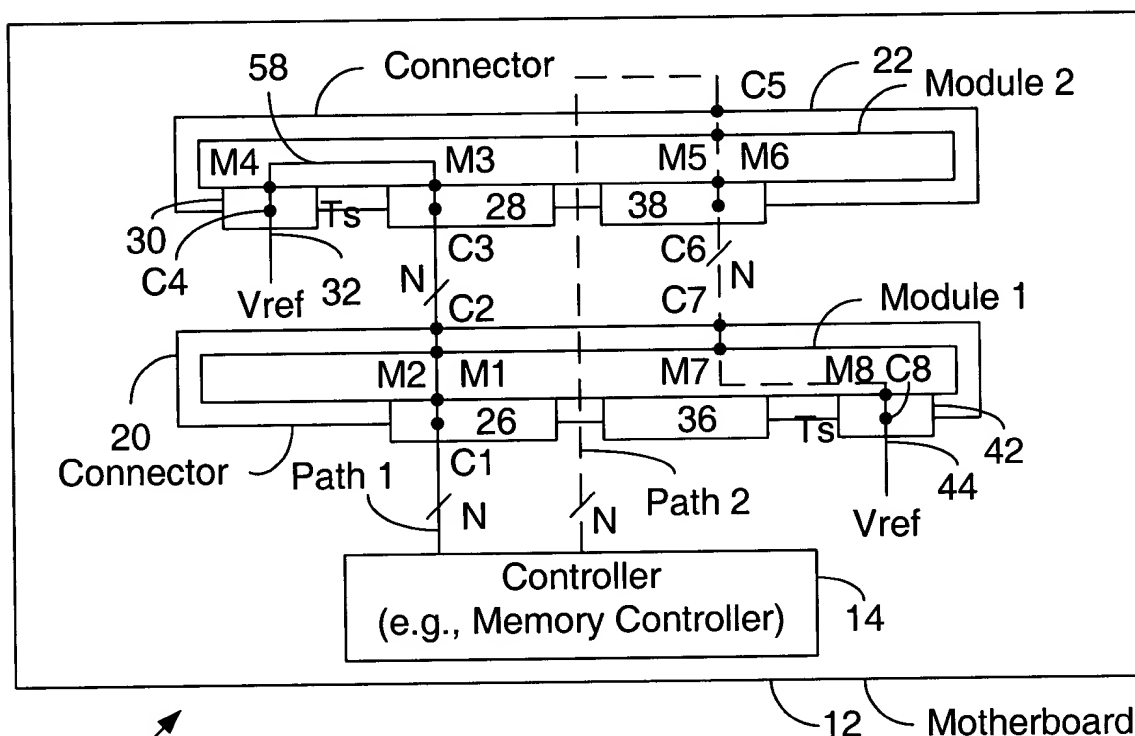 58
Connector
C5
22
Module 2
M4
M3
M5
M6
30
Ts
28
38
C4
C3
C6
Vref
32
N
N
C2
C7
Module 1
M2
M1
M7
M8
C8
20
26
36
Ts
42
Connector
C1
44
Path 1
N
N
Path 2
Vref
Controller
(e.g., Memory Controller)
14
12
Motherboard